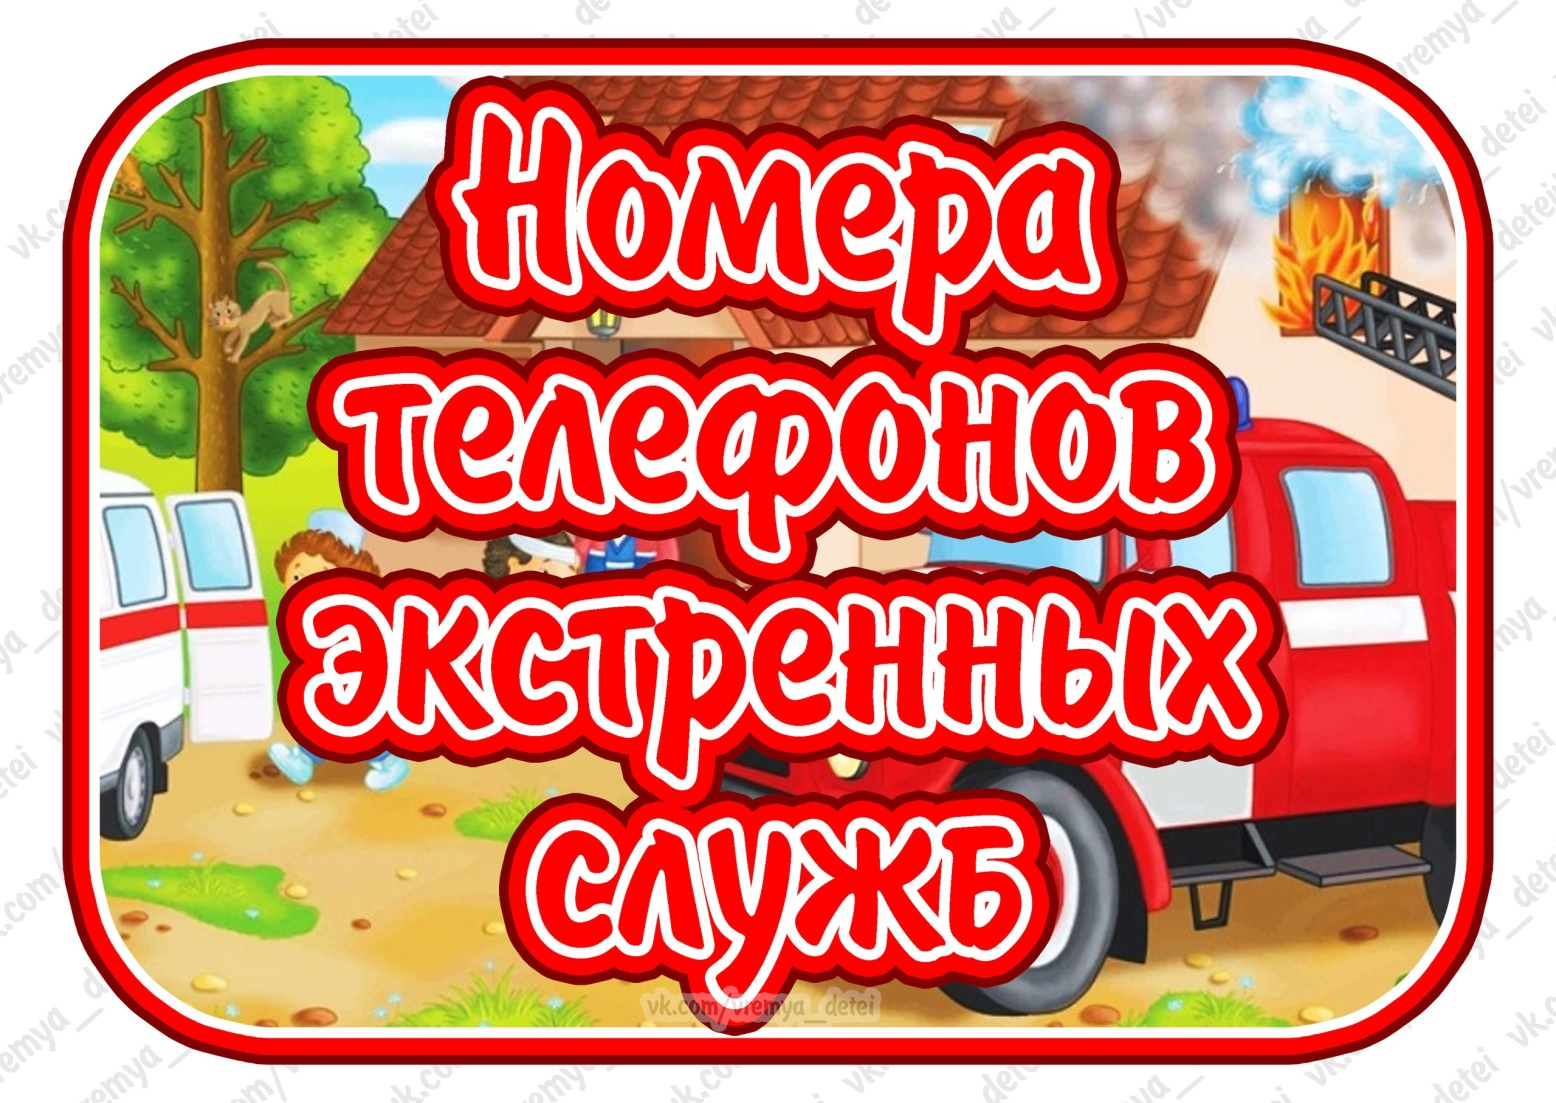 Номера
телефонов
экстренных
служб
vk.com/vremya_detei